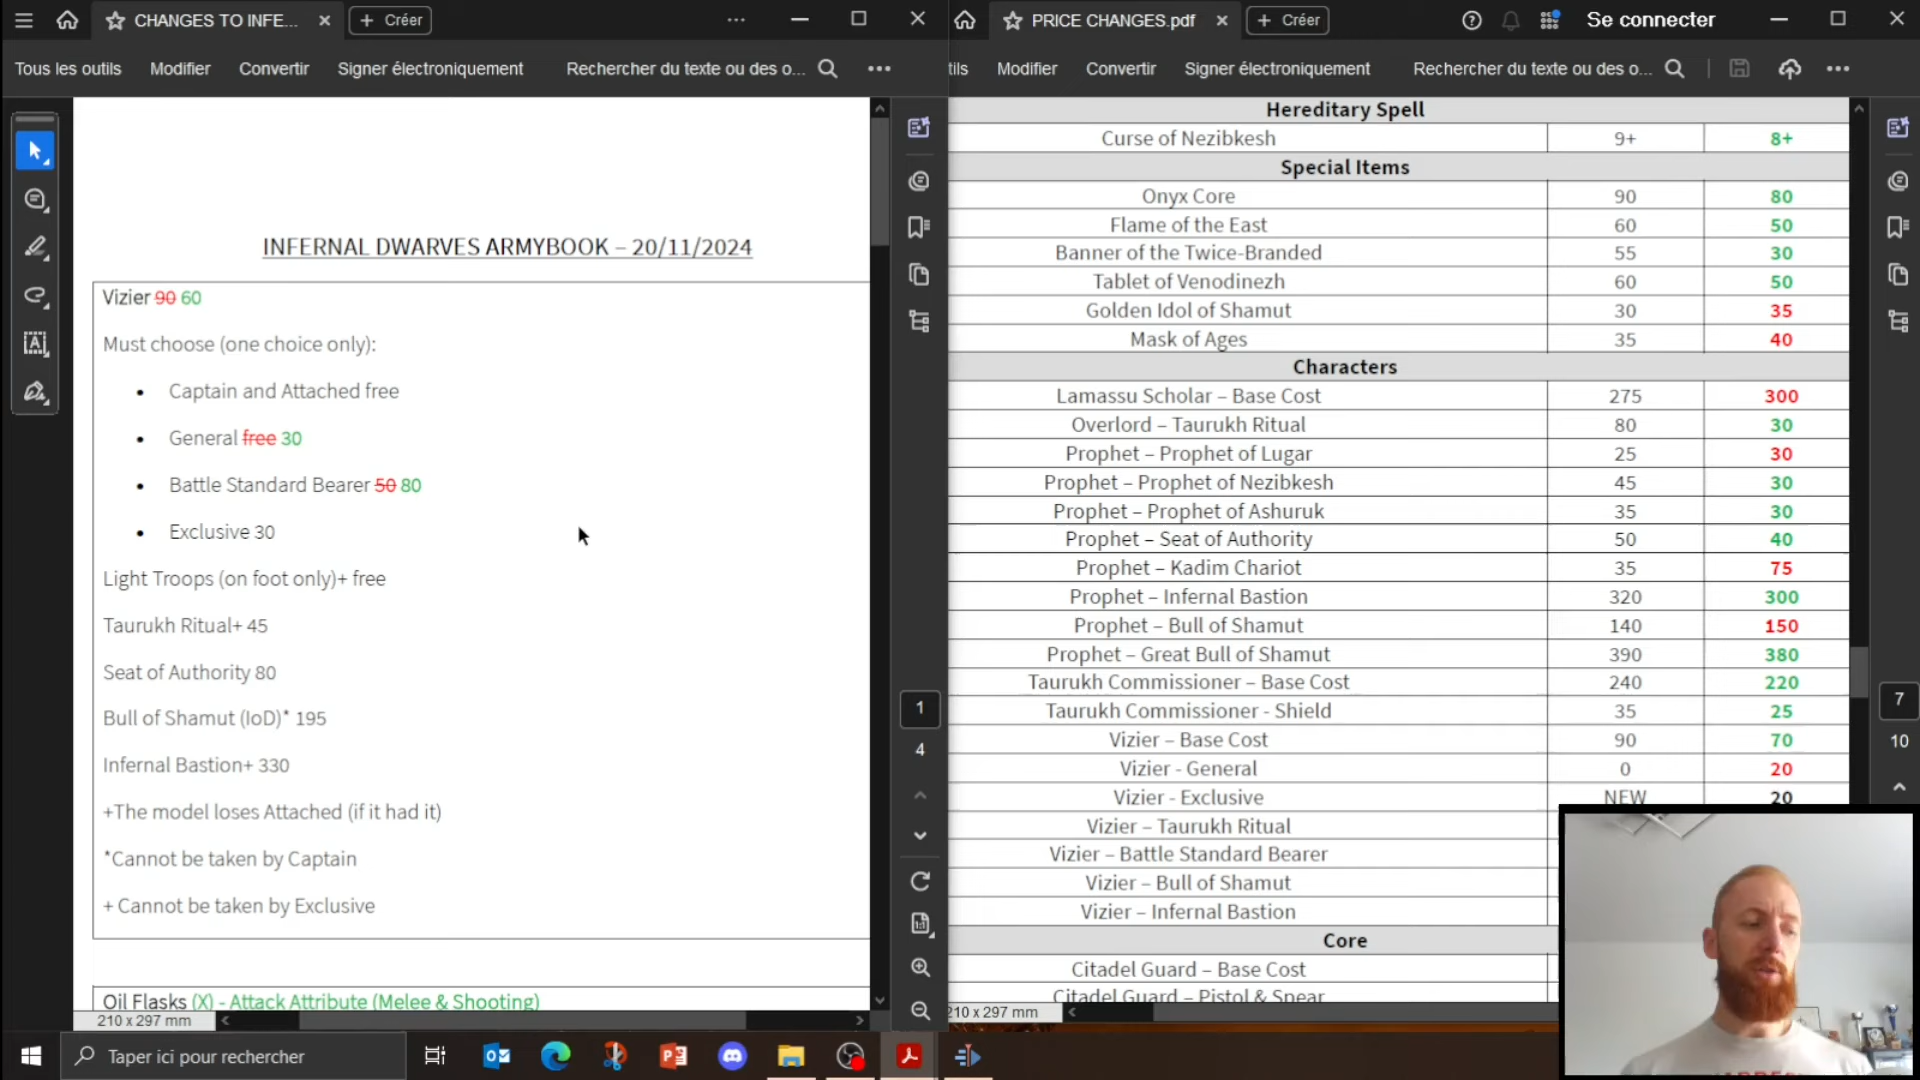 CHANGES TO INFE...
Créer
Tous les outils
Modifier
Convertir
Signer électroniquement
Rechercher du texte ou des o...
INFERNAL DWARVES ARMYBOOK – 20/11/2024
Vizier 90 60
Must choose (one choice only):
• Captain and Attached free
• General free 30
• Battle Standard Bearer 50 80
• Exclusive 30
Light Troops (on foot only)+ free
Taurukh Ritual+ 45
Seat of Authority 80
Bull of Shamut (IoD)* 195
Infernal Bastion+ 330
+The model loses Attached (if it had it)
*Cannot be taken by Captain
+ Cannot be taken by Exclusive
Oil Flasks (X) - Attack Attribute (Melee & Shooting)
210 x 297 mm
1
4
PRICE CHANGES.pdf
Créer
Se connecter
tils
Modifier
Convertir
Signer électroniquement
Rechercher du texte ou des o...
Hereditary Spell
Curse of Nezibkesh 9+ 8+
Special Items
Onyx Core 90 80
Flame of the East 60 50
Banner of the Twice-Branded 55 30
Tablet of Venodinezh 60 50
Golden Idol of Shamut 30 35
Mask of Ages 35 40
Characters
Lamassu Scholar – Base Cost 275 300
Overlord – Taurukh Ritual 80 30
Prophet – Prophet of Lugar 25 30
Prophet – Prophet of Nezibkesh 45 30
Prophet – Prophet of Ashuruk 35 30
Prophet – Seat of Authority 50 40
Prophet – Kadim Chariot 35 75
Prophet – Infernal Bastion 320 300
Prophet – Bull of Shamut 140 150
Prophet – Great Bull of Shamut 390 380
Taurukh Commissioner – Base Cost 240 220
Taurukh Commissioner - Shield 35 25
Vizier – Base Cost 90 70
Vizier - General 0 20
Vizier - Exclusive NEW 20
Vizier – Taurukh Ritual
Vizier – Battle Standard Bearer
Vizier – Bull of Shamut
Vizier – Infernal Bastion
Core
Citadel Guard – Base Cost
Citadel Guard – Pistol & Spear
210 x 297 mm
7
10
Taper ici pour rechercher